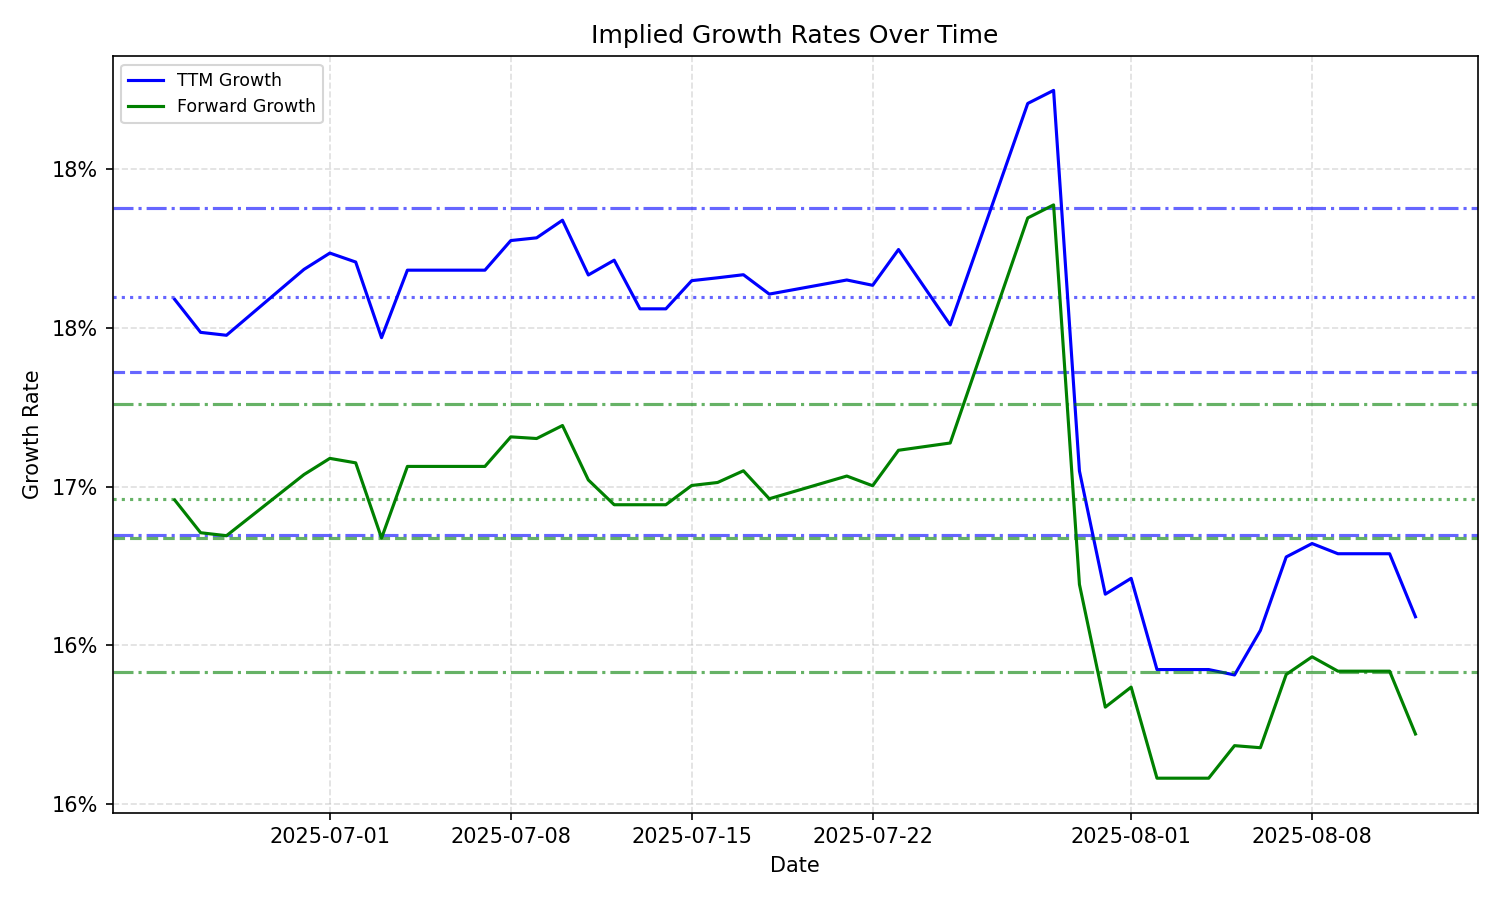 Implied Growth Rates Over Time
TTM Growth
Forward Growth
18%
18%
17%
16%
16%
Growth Rate
2025-07-01
2025-07-08
2025-07-15
2025-07-22
2025-08-01
2025-08-08
Date